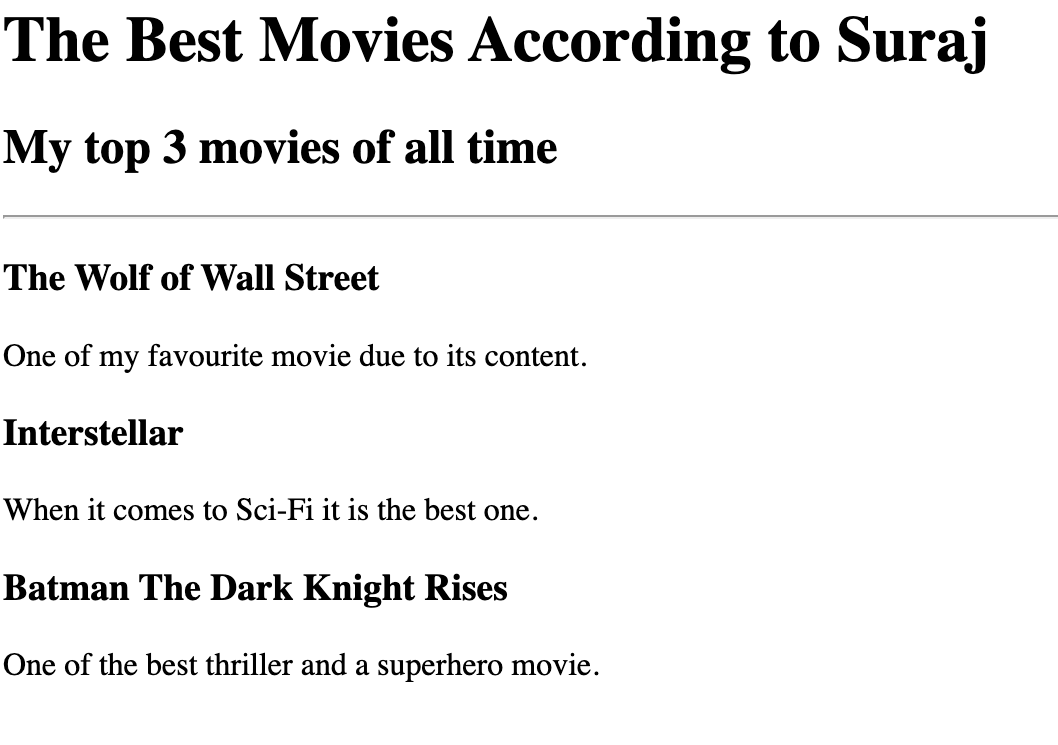 The Best Movies According to Suraj
My top 3 movies of all time
The Wolf of Wall Street
One of my favourite movie due to its content.
Interstellar
When it comes to Sci-Fi it is the best one.
Batman The Dark Knight Rises
One of the best thriller and a superhero movie.